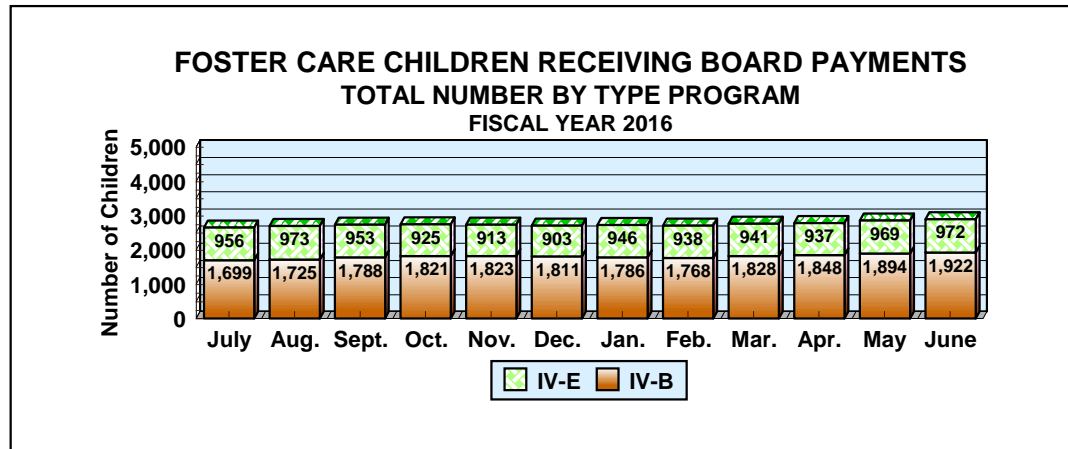 FOSTER CARE CHILDREN RECEIVING BOARD PAYMENTS
TOTAL NUMBER BY TYPE PROGRAM
FISCAL YEAR 2016
Number of Children
5,000
4,000
3,000
2,000
1,000
0
956 973 953 925 913 903 946 938 941 937 969 972
1,699 1,725 1,788 1,821 1,823 1,811 1,786 1,768 1,828 1,848 1,894 1,922
July Aug. Sept. Oct. Nov. Dec. Jan. Feb. Mar. Apr. May June
IV-E IV-B